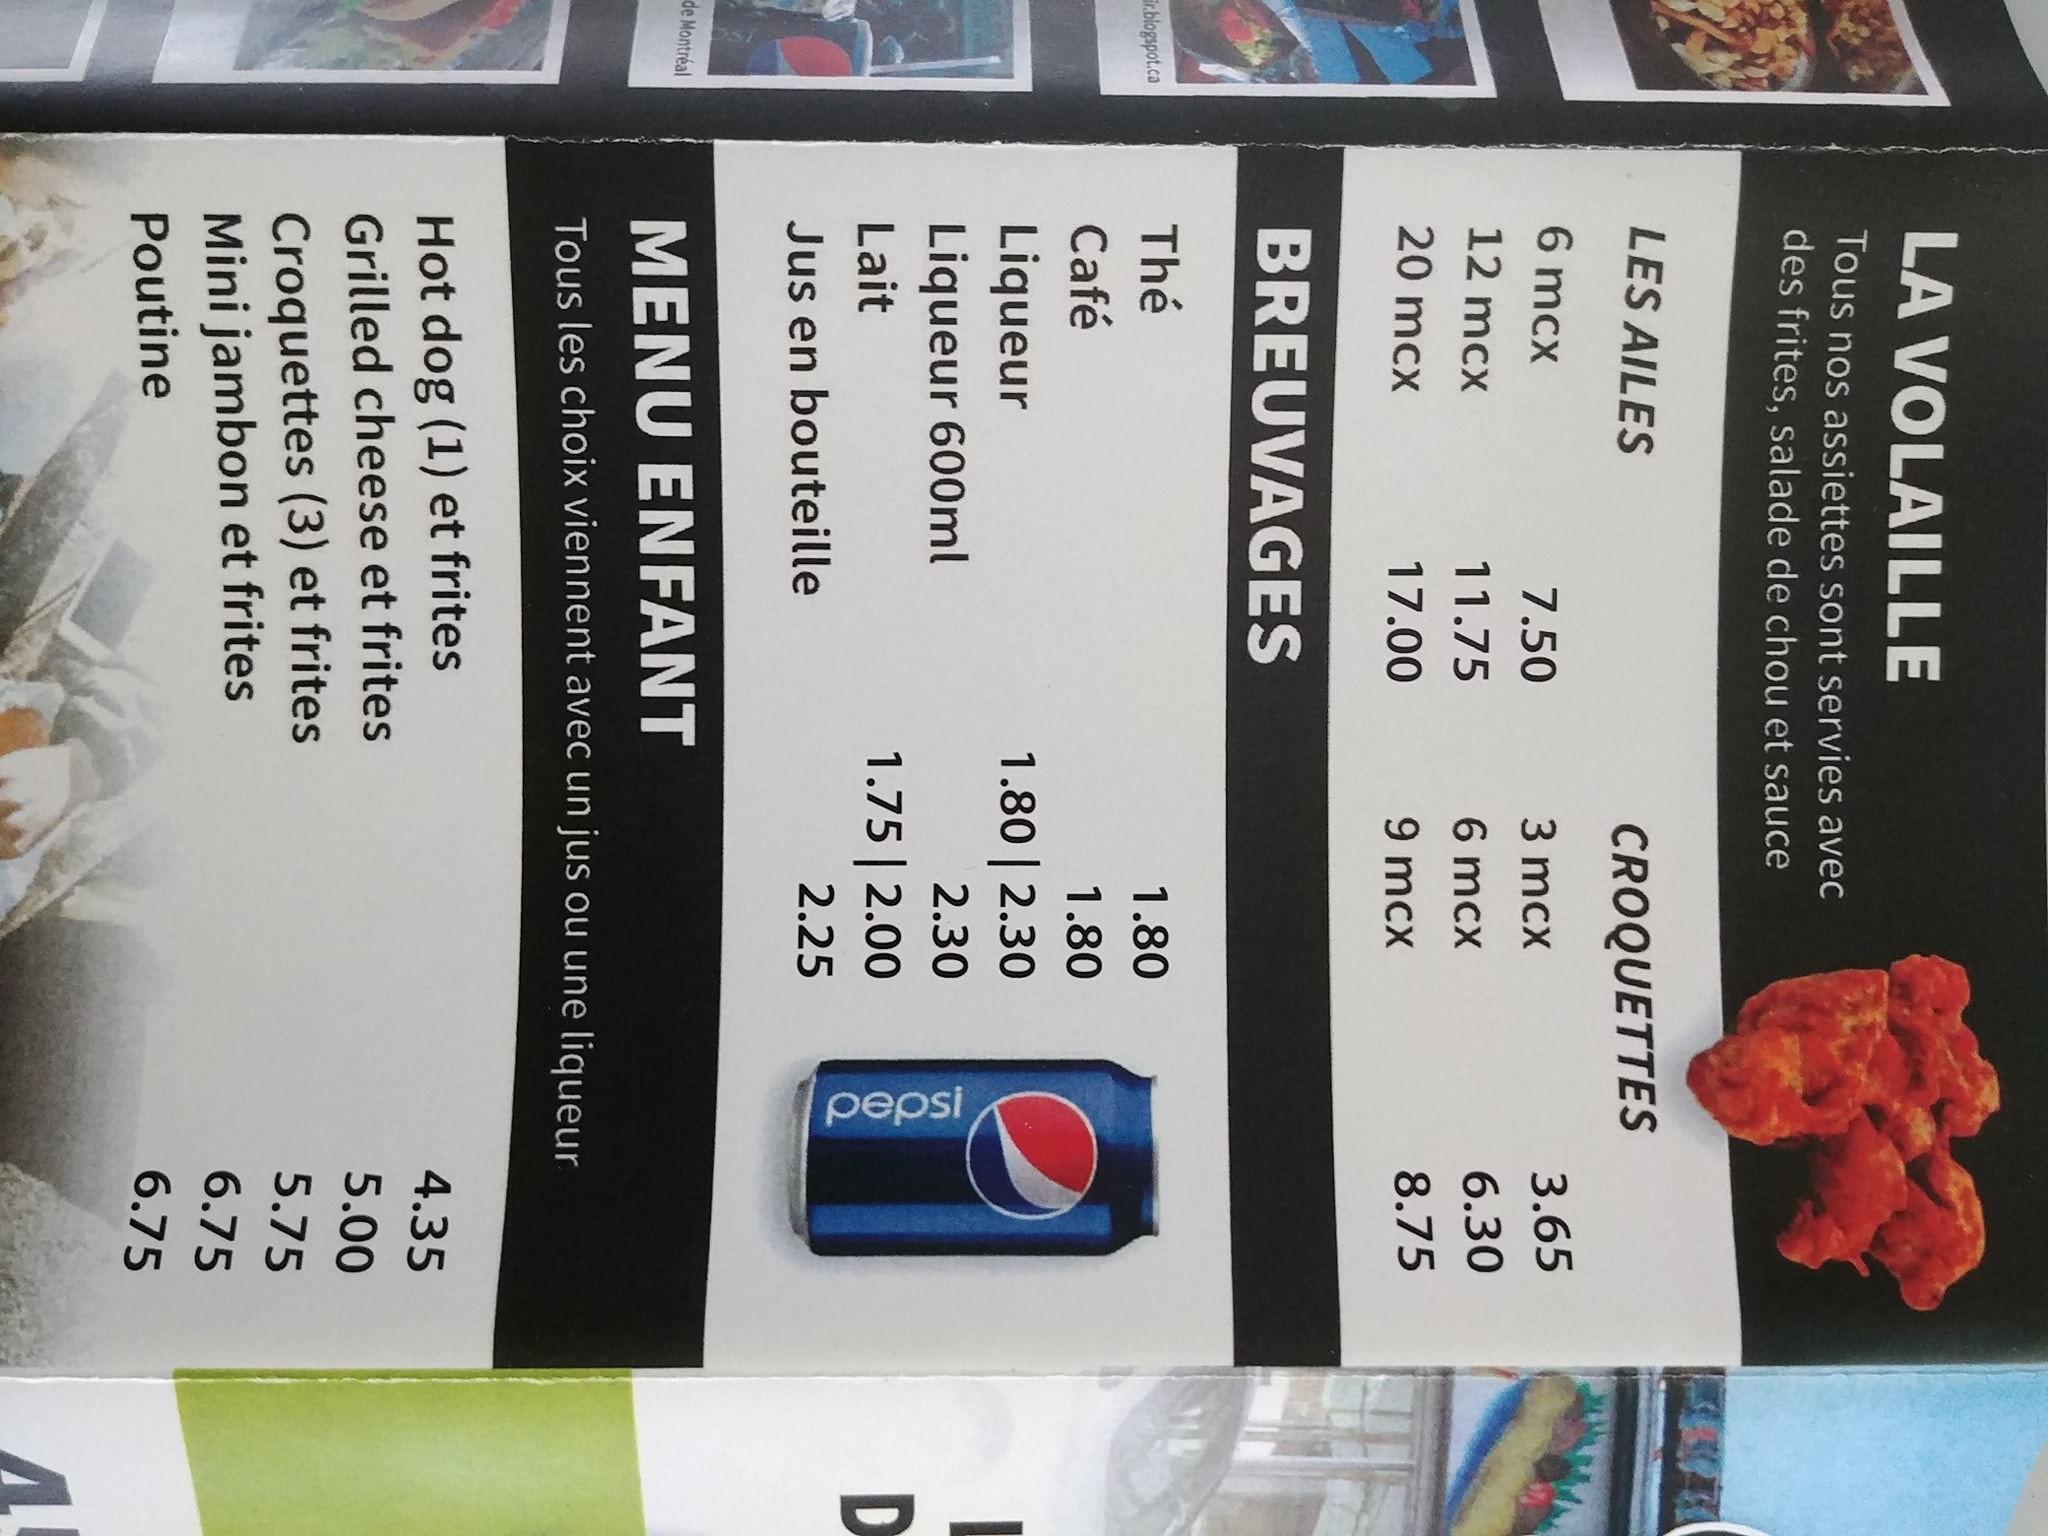 de Montréal
ir.blogspot.ca
LA VOLAILLE
Tous nos assiettes sont servies avec
des frites, salade de chou et sauce
LES AILES CROQUETTES
6 mcx 7.50 3 mcx 3.65
12 mcx 11.75 6 mcx 6.30
20 mcx 17.00 9 mcx 8.75
BREUVAGES
Thé 1.80
Café 1.80
Liqueur 1.80 | 2.30
Liqueur 600ml 2.30
Lait 1.75 | 2.00
Jus en bouteille 2.25
pepsi
MENU ENFANT
Tous les choix viennent avec un jus ou une liqueur
Hot dog (1) et frites 4.35
Grilled cheese et frites 5.00
Croquettes (3) et frites 5.75
Mini jambon et frites 6.75
Poutine 6.75